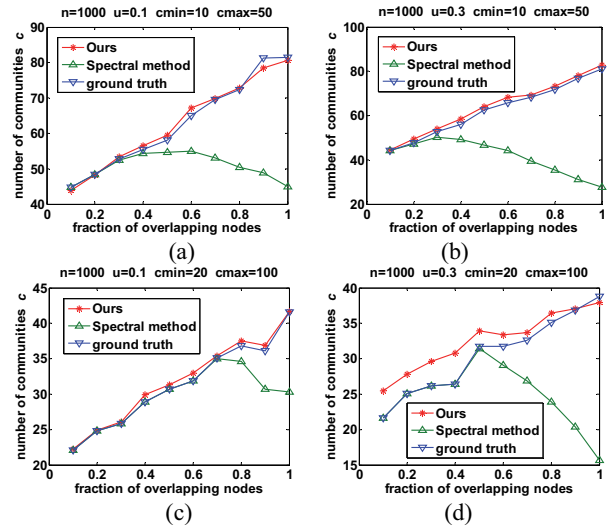 n=1000 u=0.1 cmin=10 cmax=50
number of communities c
90
80
70
60
50
40
Ours
Spectral method
ground truth
0 0.2 0.4 0.6 0.8 1
fraction of overlapping nodes
(a)
n=1000 u=0.3 cmin=10 cmax=50
number of communities c
100
80
60
40
20
Ours
Spectral method
ground truth
0 0.2 0.4 0.6 0.8 1
fraction of overlapping nodes
(b)
n=1000 u=0.1 cmin=20 cmax=100
number of communities c
45
40
35
30
25
20
Ours
Spectral method
ground truth
0 0.2 0.4 0.6 0.8 1
fraction of overlapping nodes
(c)
n=1000 u=0.3 cmin=20 cmax=100
number of communities c
40
35
30
25
20
15
Ours
Spectral method
ground truth
0 0.2 0.4 0.6 0.8 1
fraction of overlapping nodes
(d)